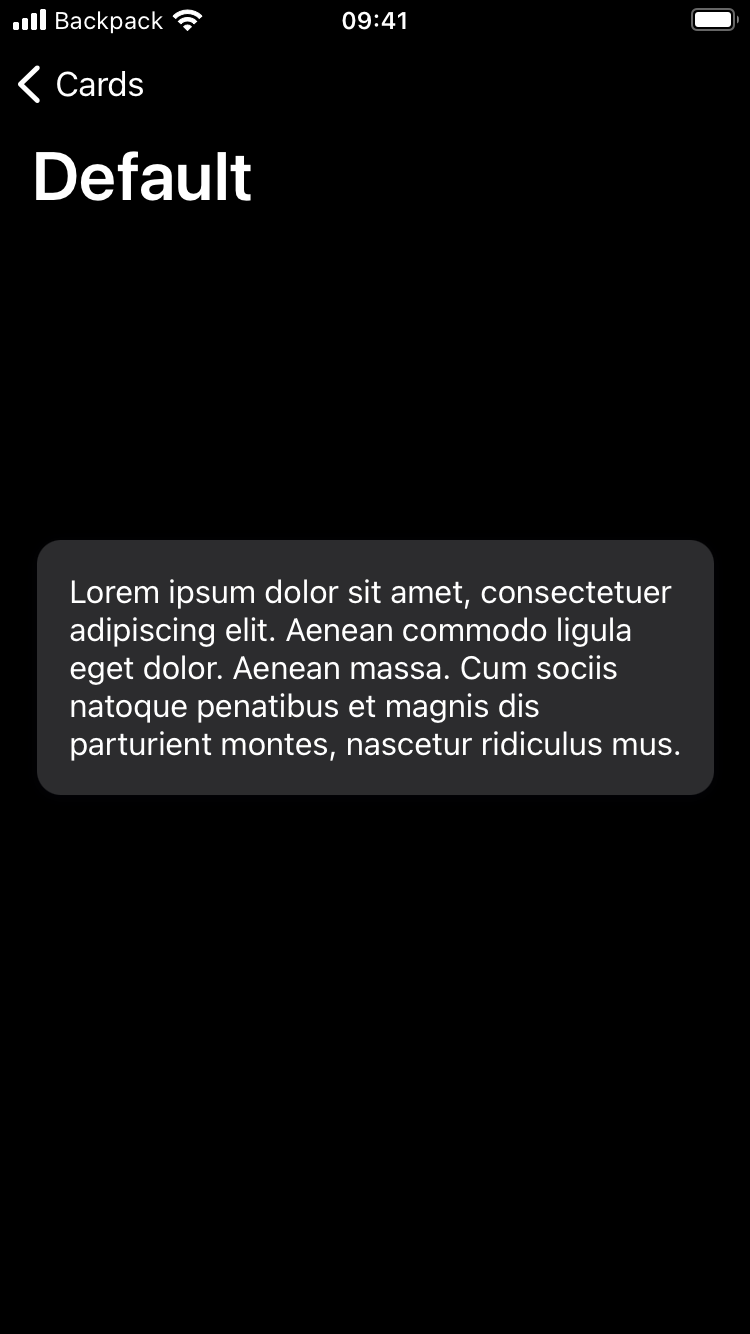 Backpack 09:41
Cards
Default
Lorem ipsum dolor sit amet, consectetuer
adipiscing elit. Aenean commodo ligula
eget dolor. Aenean massa. Cum sociis
natoque penatibus et magnis dis
parturient montes, nascetur ridiculus mus.